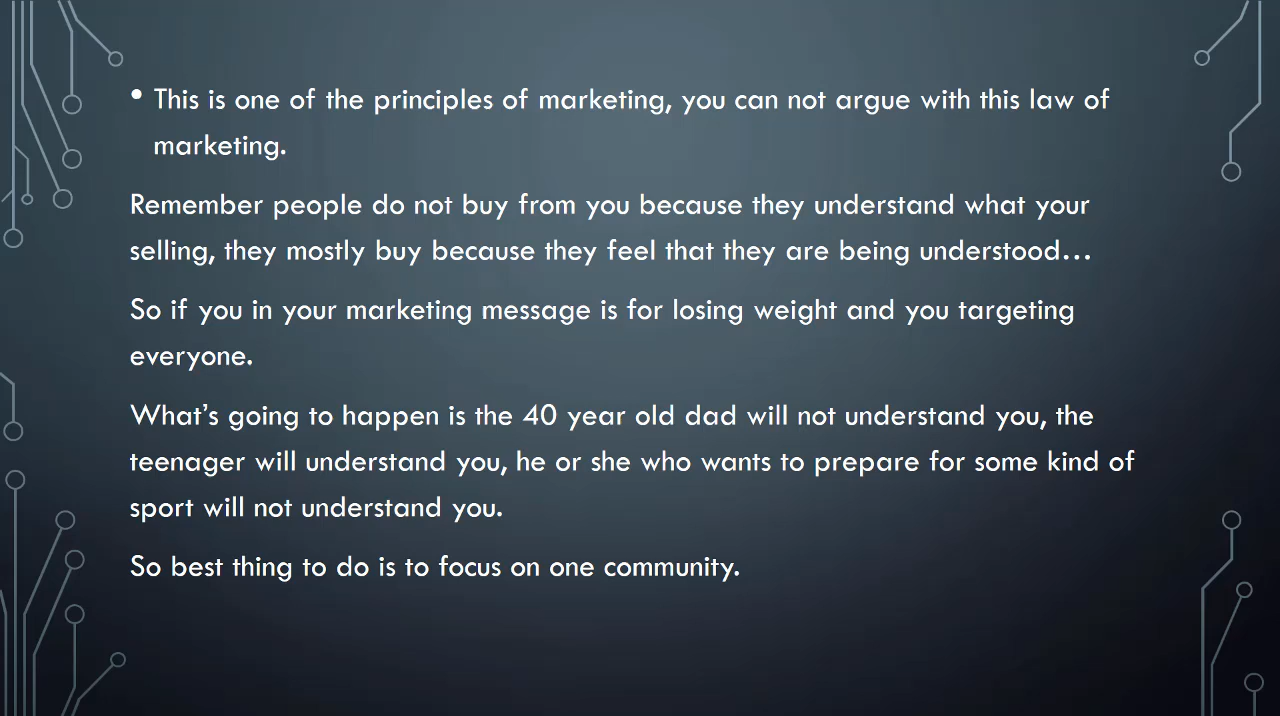 • This is one of the principles of marketing, you can not argue with this law of
marketing.
Remember people do not buy from you because they understand what your
selling, they mostly buy because they feel that they are being understood…
So if you in your marketing message is for losing weight and you targeting
everyone.
What’s going to happen is the 40 year old dad will not understand you, the
teenager will understand you, he or she who wants to prepare for some kind of
sport will not understand you.
So best thing to do is to focus on one community.